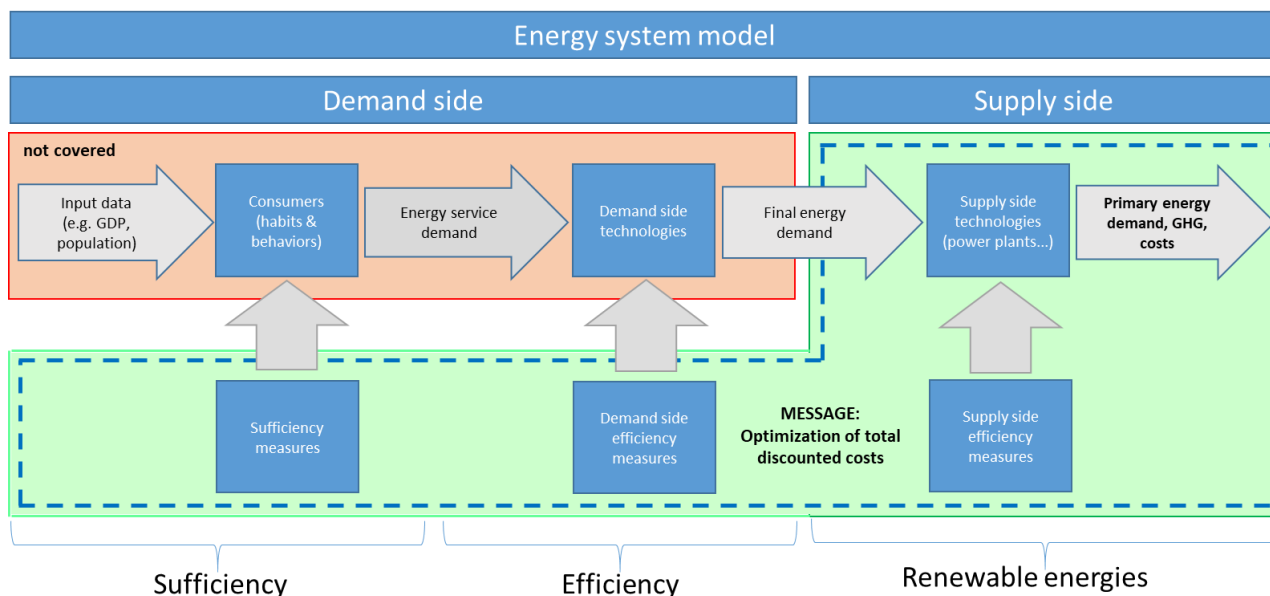 Energy system model
Demand side
Supply side
not covered
Input data
(e.g. GDP,
population)
Consumers
(habits &
behaviors)
Energy service
demand
Demand side
technologies
Final energy
demand
Supply side
technologies
(power plants...)
Primary energy
demand, GHG,
costs
Sufficiency
measures
Demand side
efficiency
measures
MESSAGE:
Optimization of total
discounted costs
Supply side
efficiency
measures
Sufficiency
Efficiency
Renewable energies